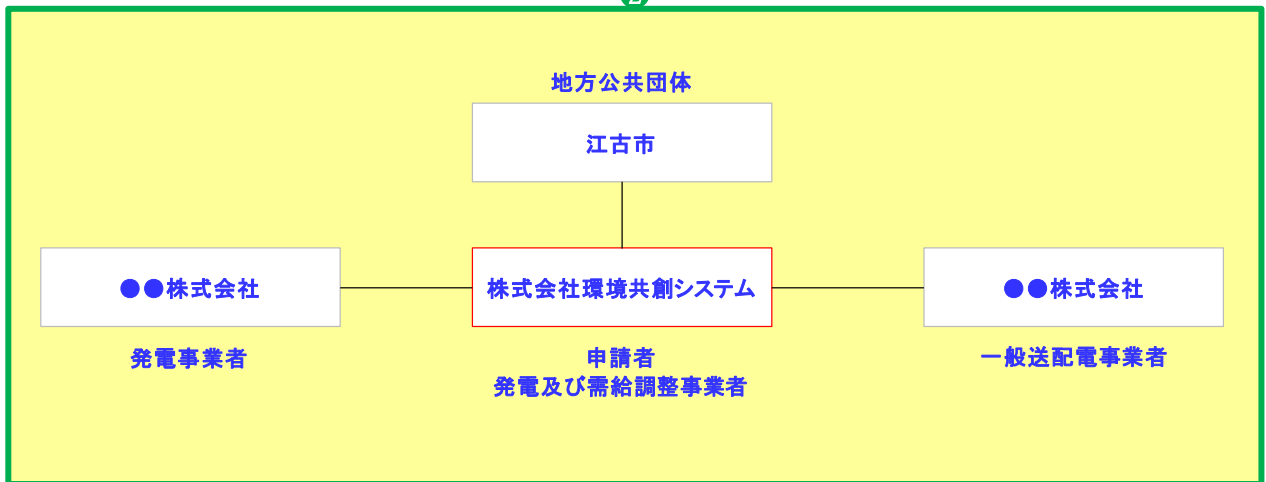 地方公共団体
江古市
●●株式会社
株式会社環境共創システム
●●株式会社
発電事業者
申請者
発電及び需給調整事業者
一般送配電事業者